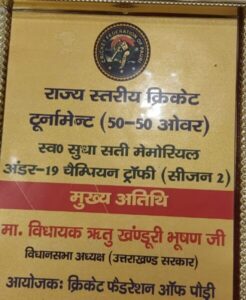 राज्य स्तरीय क्रिकेट
टूर्नामेन्ट (50-50 ओवर)
स्व0 सुधा सती मेमोरियल
अंडर-19 चैम्पियन ट्रॉफी (सीजन 2)
मुख्य अतिथि
मा. विधायक ऋतु खंण्डूरी भूषण जी
विधानसभा अध्यक्ष (उत्तराखण्ड सरकार)
आयोजकः क्रिकेट फैडरेशन ऑफ पौड़ी